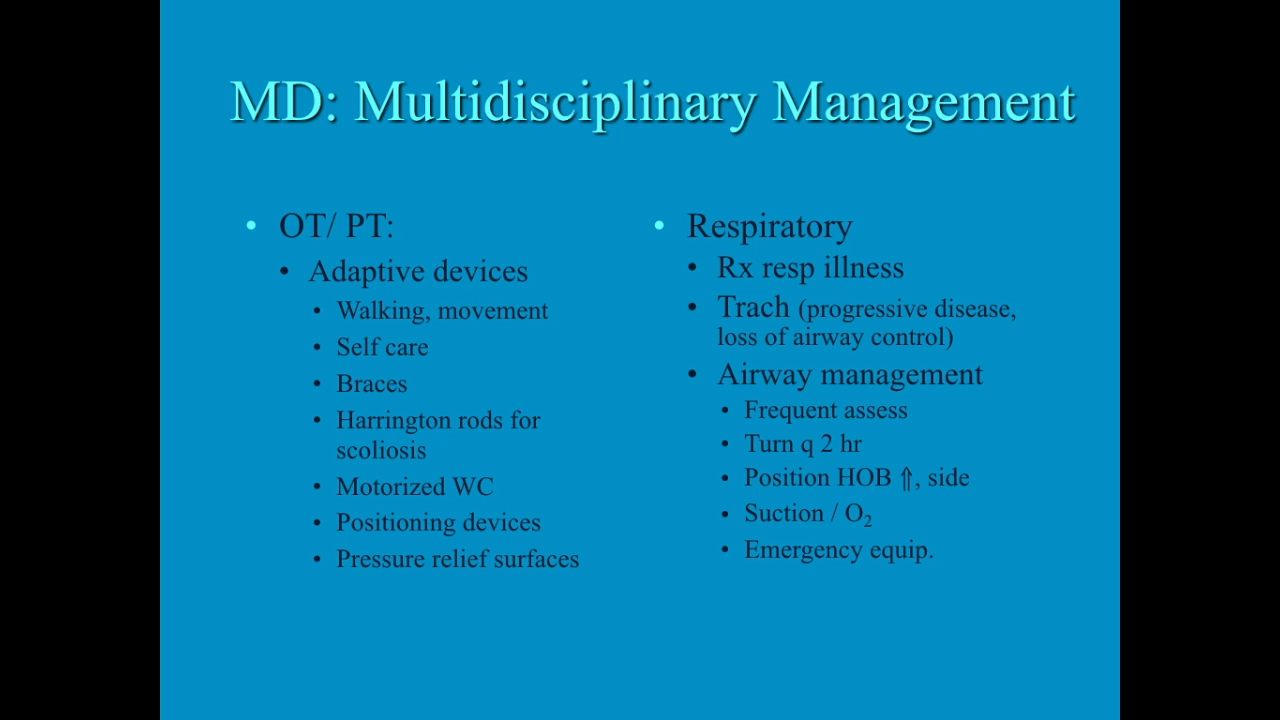 MD: Multidisciplinary Management
• OT/ PT:
• Adaptive devices
• Walking, movement
• Self care
• Braces
• Harrington rods for
scoliosis
• Motorized WC
• Positioning devices
• Pressure relief surfaces
• Respiratory
• Rx resp illness
• Trach (progressive disease,
loss of airway control)
• Airway management
• Frequent assess
• Turn q 2 hr
• Position HOB ⇑, side
• Suction / O₂
• Emergency equip.